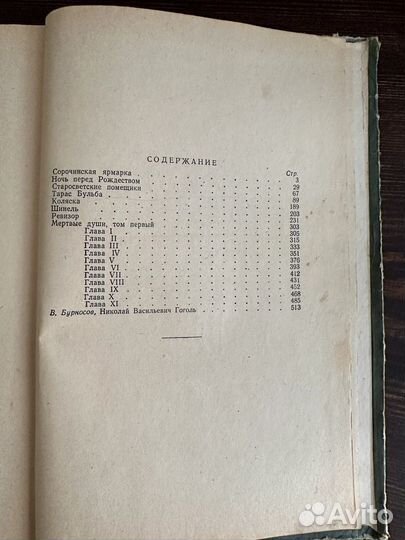 СОДЕРЖАНИЕ
Стр.
Сорочинская ярмарка . . . . . . . . . . 3
Ночь перед Рождеством . . . . . . . . . . 29
Старосветские помещики . . . . . . . . . . 67
Тарас Бульба . . . . . . . . . . 89
Коляска . . . . . . . . . . 189
Шинель . . . . . . . . . . 203
Ревизор . . . . . . . . . . 231
Мертвые души, том первый . . . . . . . . . . 303
Глава I . . . . . . . . . . 305
Глава II . . . . . . . . . . 315
Глава III . . . . . . . . . . 333
Глава IV . . . . . . . . . . 351
Глава V . . . . . . . . . . 376
Глава VI . . . . . . . . . . 393
Глава VII . . . . . . . . . . 412
Глава VIII . . . . . . . . . . 431
Глава IX . . . . . . . . . . 452
Глава X . . . . . . . . . . 468
Глава XI . . . . . . . . . . 485
В. Буркосов, Николай Васильевич Гоголь . . . . . . 513
Avito